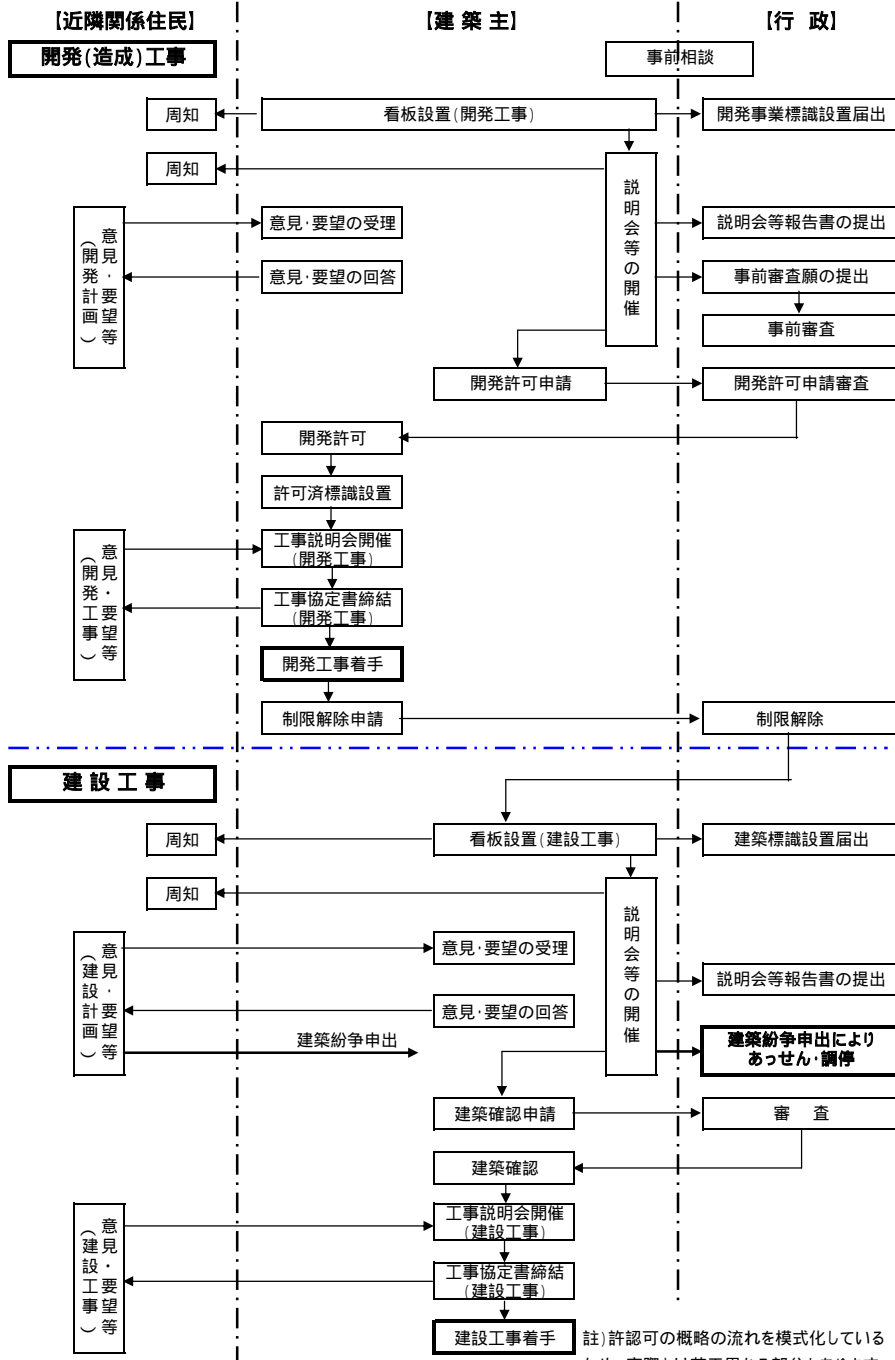 【近隣関係住民】
【建 築 主】
【行 政】
開発(造成)工事
事前相談
周知
看板設置(開発工事)
開発事業標識設置届出
周知
説明会等の開催
意見・要望等
(開発計画)
意見・要望の受理
説明会等報告書の提出
意見・要望の回答
事前審査願の提出
事前審査
開発許可申請
開発許可申請審査
開発許可
許可済標識設置
意見・要望等
(開発工事)
工事説明会開催
(開発工事)
工事協定書締結
(開発工事)
開発工事着手
制限解除申請
制限解除
建 設 工 事
周知
看板設置(建設工事)
建築標識設置届出
周知
説明会等の開催
意見・要望等
(建設計画)
意見・要望の受理
説明会等報告書の提出
意見・要望の回答
建築紛争申出
建築紛争申出により
あっせん・調停
建築確認申請
審 査
建築確認
意見・要望等
(建設工事)
工事説明会開催
(建設工事)
工事協定書締結
(建設工事)
建設工事着手
註)許認可の概略の流れを模式化している